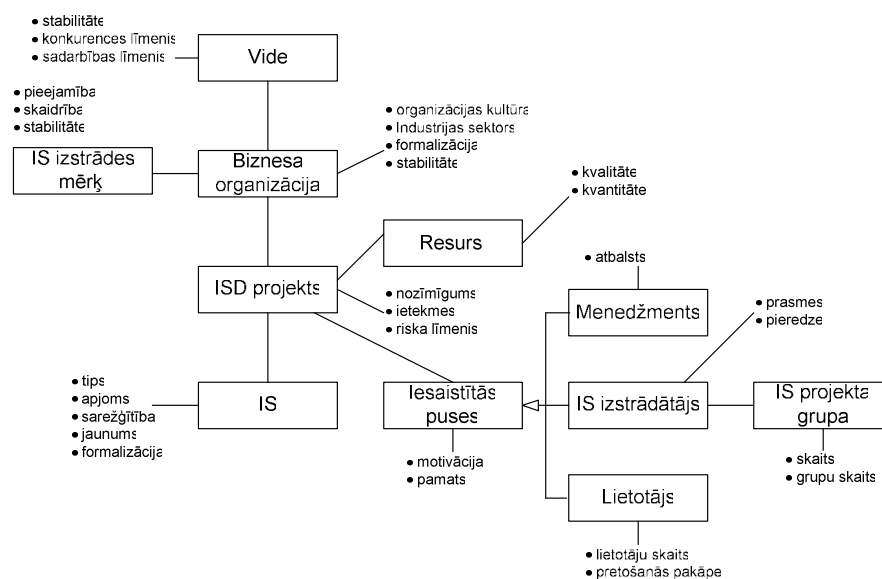 • stabilitāte
• konkurences līmenis
• sadarbības līmenis
Vide
• pieejamība
• skaidrība
• stabilitāte
IS izstrādes
mērķ
Biznesa
organizācija
• organizācijas kultūra
• Industrijas sektors
• formalizācija
• stabilitāte
• kvalitāte
• kvantitāte
Resurs
ISD projekts
• nozīmīgums
• ietekmes
• riska līmenis
• atbalsts
Menedžments
• prasmes
• pieredze
• tips
• apjoms
• sarežģītība
• jaunums
• formalizācija
IS
Iesaistītās
puses
IS izstrādātājs
IS projekta
grupa
• motivācija
• pamats
• skaits
• grupu skaits
Lietotājs
• lietotāju skaits
• pretošanās pakāpe